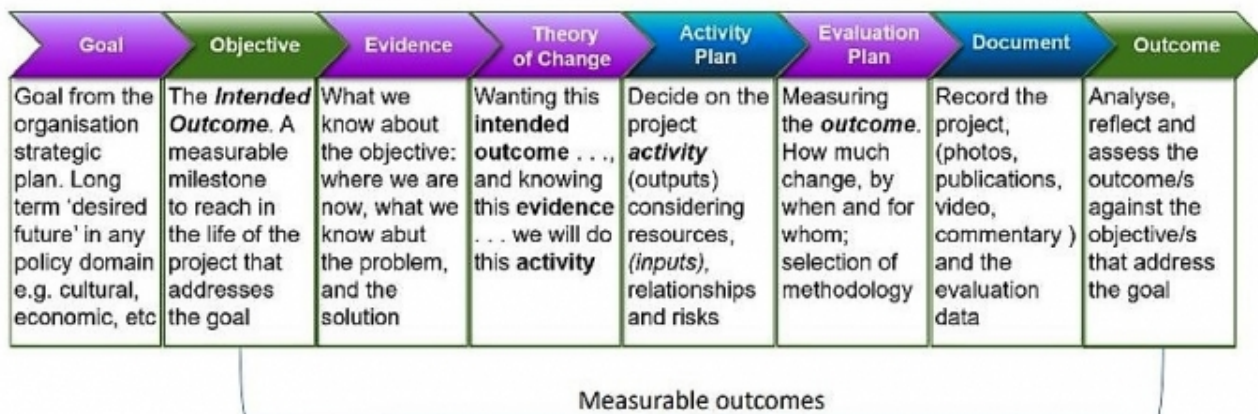 Goal
Objective
Evidence
Theory
of Change
Activity
Plan
Evaluation
Plan
Document
Outcome
Goal from the
organisation
strategic
plan. Long
term ‘desired
future’ in any
policy domain
e.g. cultural,
economic, etc
The Intended
Outcome. A
measurable
milestone
to reach in
the life of the
project that
addresses
the goal
What we
know about
the objective:
where we are
now, what we
know abut
the problem,
and the
solution
Wanting this
intended
outcome . . .,
and knowing
this evidence
. . . we will do
this activity
Decide on the
project
activity
(outputs)
considering
resources,
(inputs),
relationships
and risks
Measuring
the outcome.
How much
change, by
when and for
whom;
selection of
methodology
Record the
project,
(photos,
publications,
video,
commentary )
and the
evaluation
data
Analyse,
reflect and
assess the
outcome/s
against the
objective/s
that address
the goal
Measurable outcomes